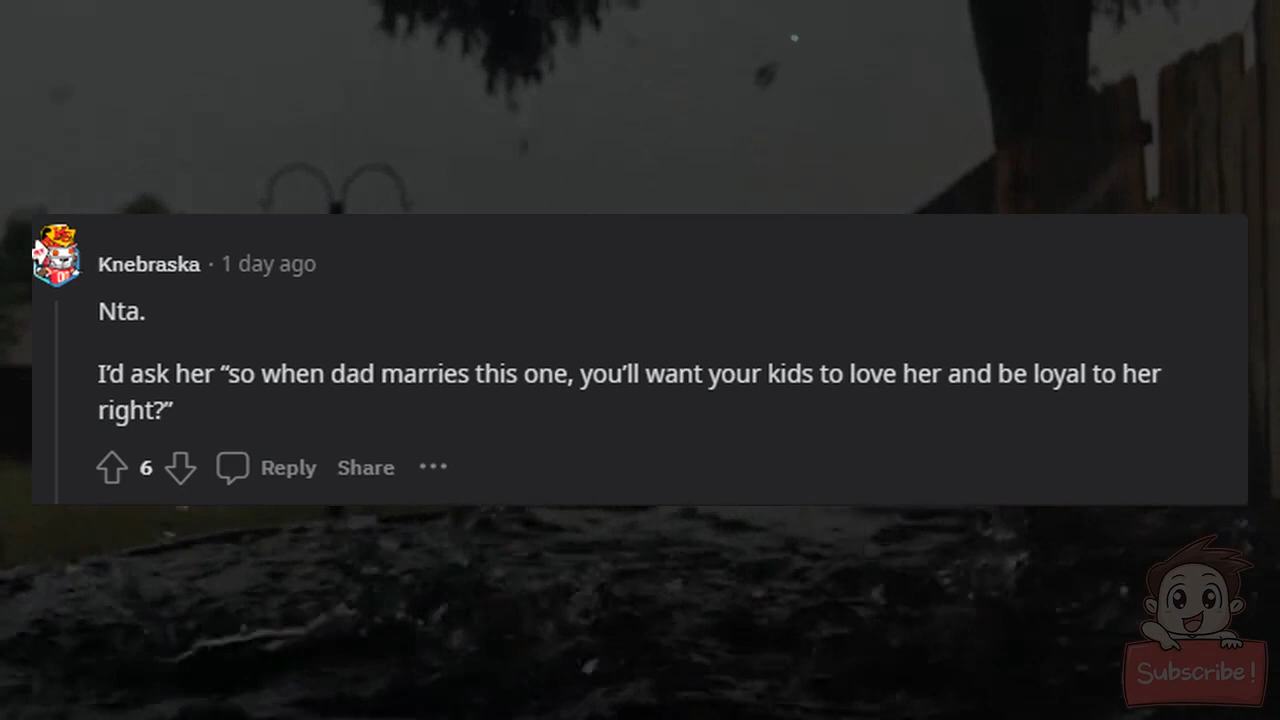 Knebraska · 1 day ago
Nta.
I’d ask her “so when dad marries this one, you’ll want your kids to love her and be loyal to her
right?”
6 Reply Share ···
Subscribe!